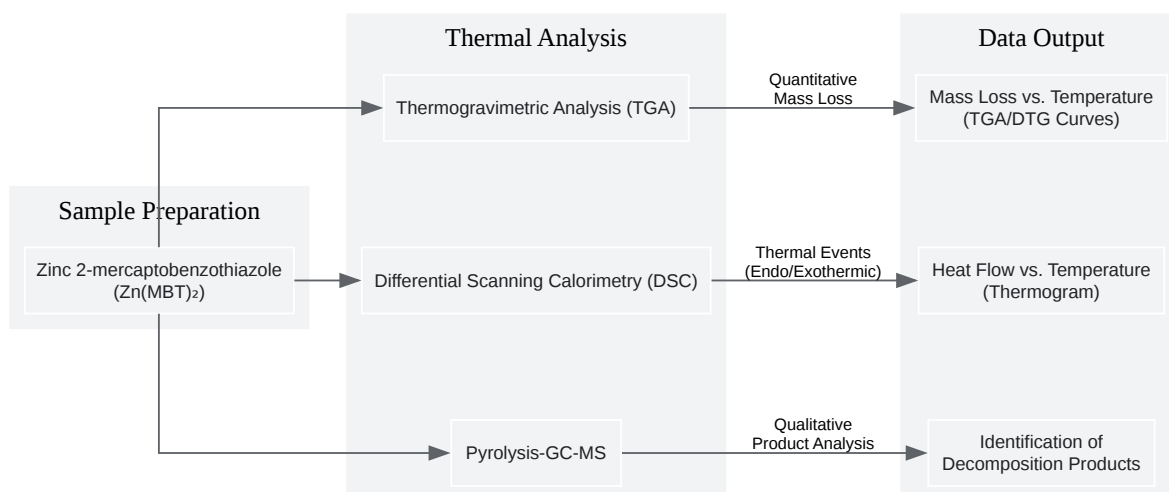 Thermal Analysis
Data Output
Quantitative
Mass Loss
Thermogravimetric Analysis (TGA)
Mass Loss vs. Temperature
(TGA/DTG Curves)
Sample Preparation
Zinc 2-mercaptobenzothiazole
(Zn(MBT)₂)
Differential Scanning Calorimetry (DSC)
Thermal Events
(Endo/Exothermic)
Heat Flow vs. Temperature
(Thermogram)
Pyrolysis-GC-MS
Qualitative
Product Analysis
Identification of
Decomposition Products